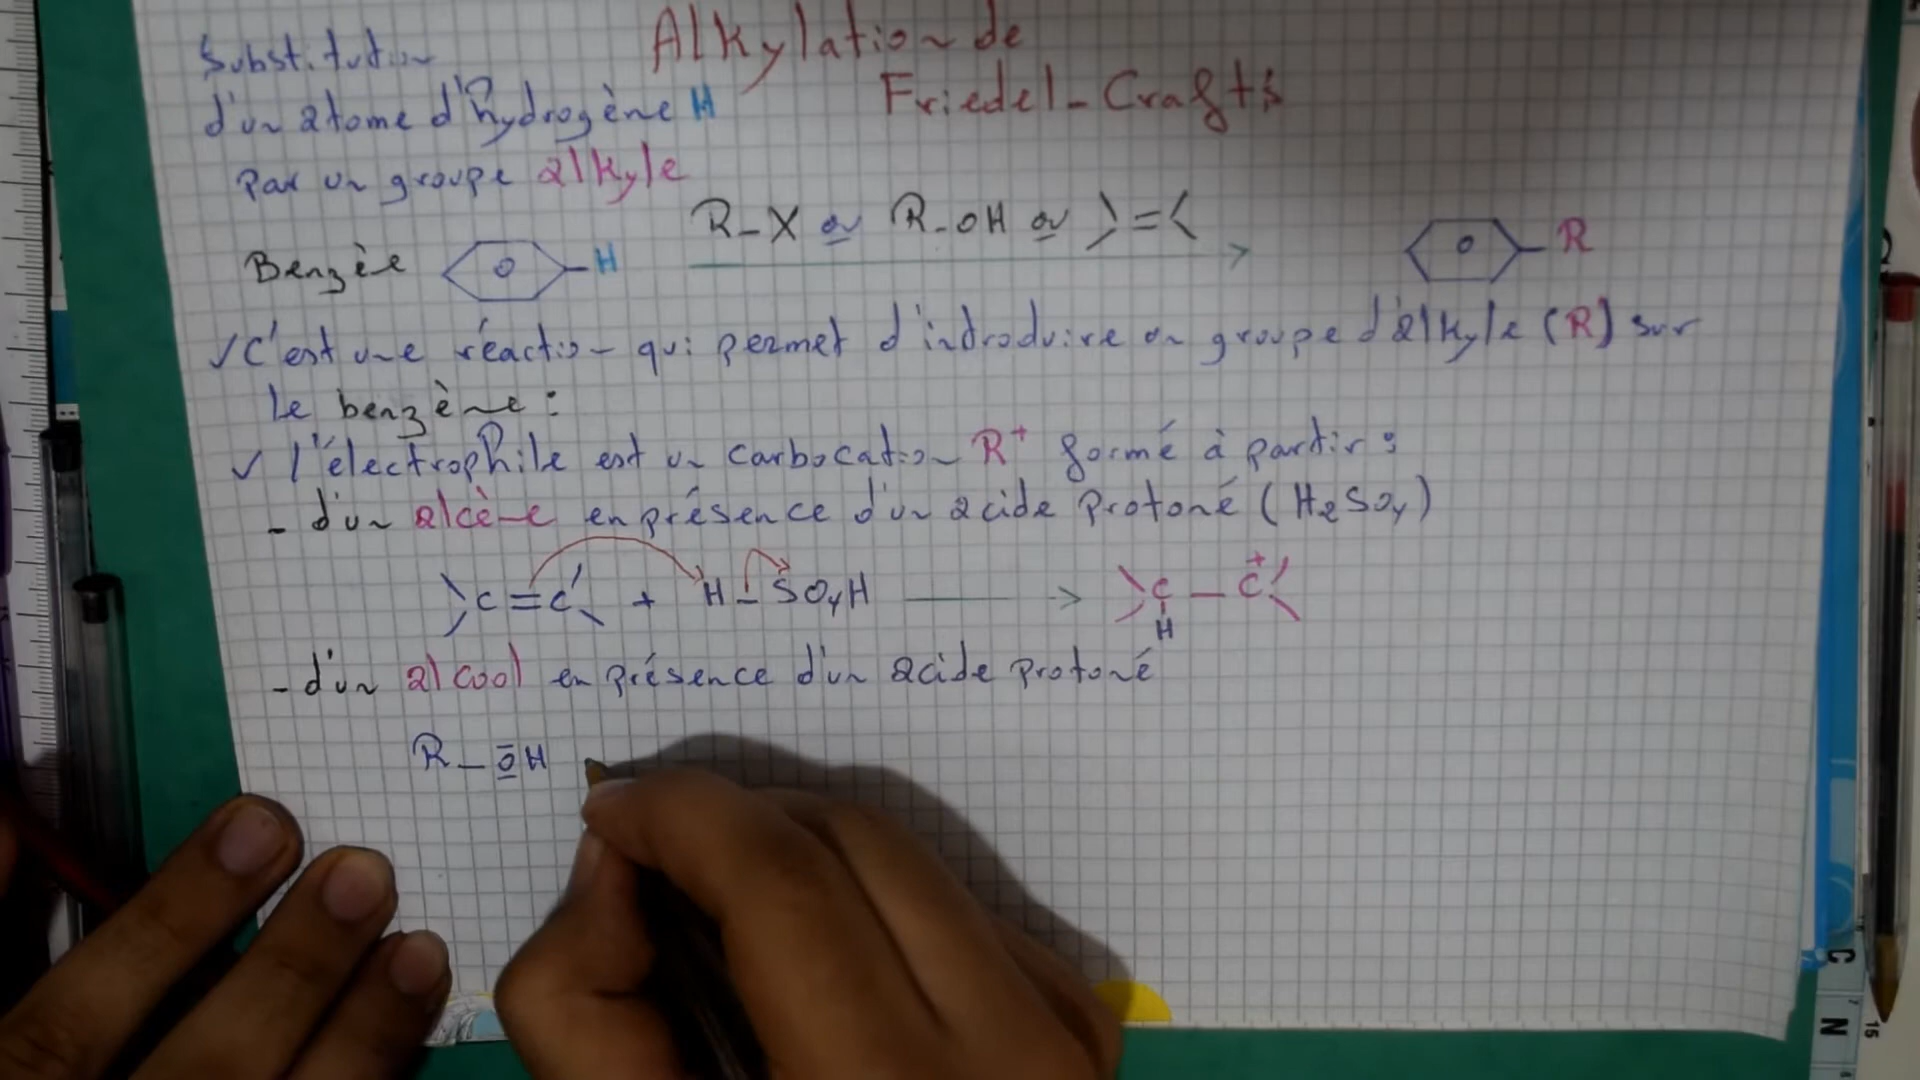 Alkylation de
Friedel-Crafts
Substitution
d'un atome d'hydrogène H
par un groupe alkyle
R-X ou R-OH ou >=<
Benzèe -H -R
✓ C'est une réaction qui permet d'introduire un groupe d'alkyle (R) sur
le benzène :
✓ l'électrophile est un carbocation R⁺ formé à partir :
- d'un alcène en présence d'un acide protoné (H₂SO₄)
>C=C< + H-SO₄H → >C-C⁺<
H
- d'un alcool en présence d'un acide protoné
R-OH
C
N
15